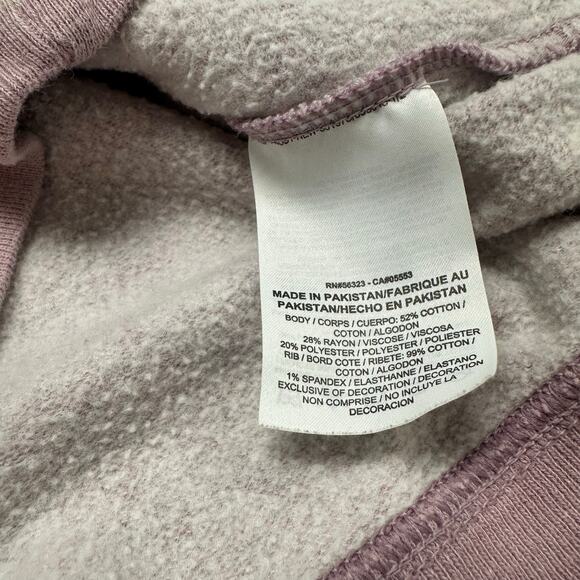 RN#56323 - CA#05553
MADE IN PAKISTAN/FABRIQUE AU
PAKISTAN/HECHO EN PAKISTAN
BODY / CORPS / CUERPO: 52% COTTON /
COTON / ALGODON
28% RAYON / VISCOSE / VISCOSA
20% POLYESTER / POLYESTER / POLIESTER
RIB / BORD COTE / RIBETE: 99% COTTON /
COTON / ALGODON
1% SPANDEX / ELASTHANNE / ELASTANO
EXCLUSIVE OF DECORATION / DECORATION
NON COMPRISE / NO INCLUYE LA
DECORACION